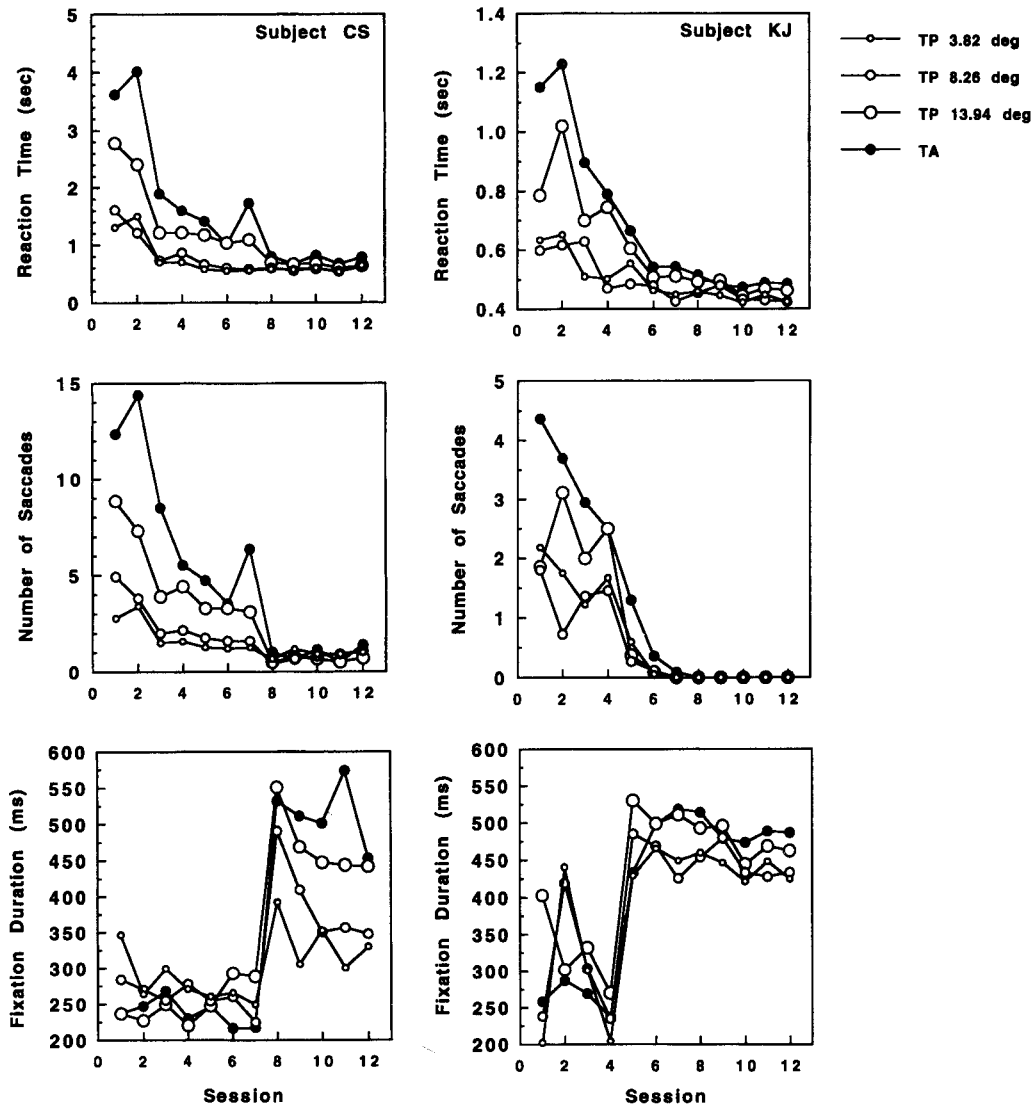 Subject CS
Reaction Time (sec)
5
4
3
2
1
0
0 2 4 6 8 10 12
Subject KJ
Reaction Time (sec)
1.4
1.2
1.0
0.8
0.6
0.4
0 2 4 6 8 10 12
TP 3.82 deg
TP 8.26 deg
TP 13.94 deg
TA
Number of Saccades
15
10
5
0
0 2 4 6 8 10 12
Number of Saccades
5
4
3
2
1
0
0 2 4 6 8 10 12
Fixation Duration (ms)
600
550
500
450
400
350
300
250
200
0 2 4 6 8 10 12
Session
Fixation Duration (ms)
600
550
500
450
400
350
300
250
200
0 2 4 6 8 10 12
Session